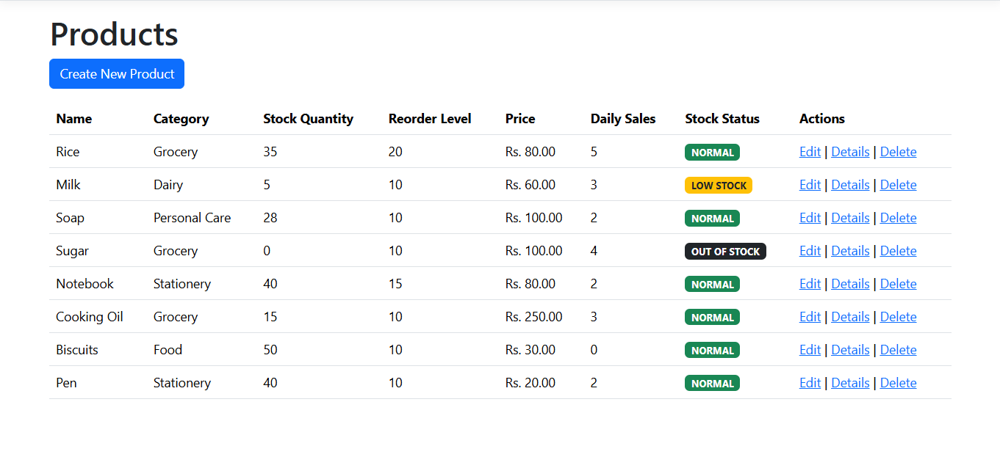 Products
Create New Product
Name Category Stock Quantity Reorder Level Price Daily Sales Stock Status Actions
Rice Grocery 35 20 Rs. 80.00 5 NORMAL Edit | Details | Delete
Milk Dairy 5 10 Rs. 60.00 3 LOW STOCK Edit | Details | Delete
Soap Personal Care 28 10 Rs. 100.00 2 NORMAL Edit | Details | Delete
Sugar Grocery 0 10 Rs. 100.00 4 OUT OF STOCK Edit | Details | Delete
Notebook Stationery 40 15 Rs. 80.00 2 NORMAL Edit | Details | Delete
Cooking Oil Grocery 15 10 Rs. 250.00 3 NORMAL Edit | Details | Delete
Biscuits Food 50 10 Rs. 30.00 0 NORMAL Edit | Details | Delete
Pen Stationery 40 10 Rs. 20.00 2 NORMAL Edit | Details | Delete